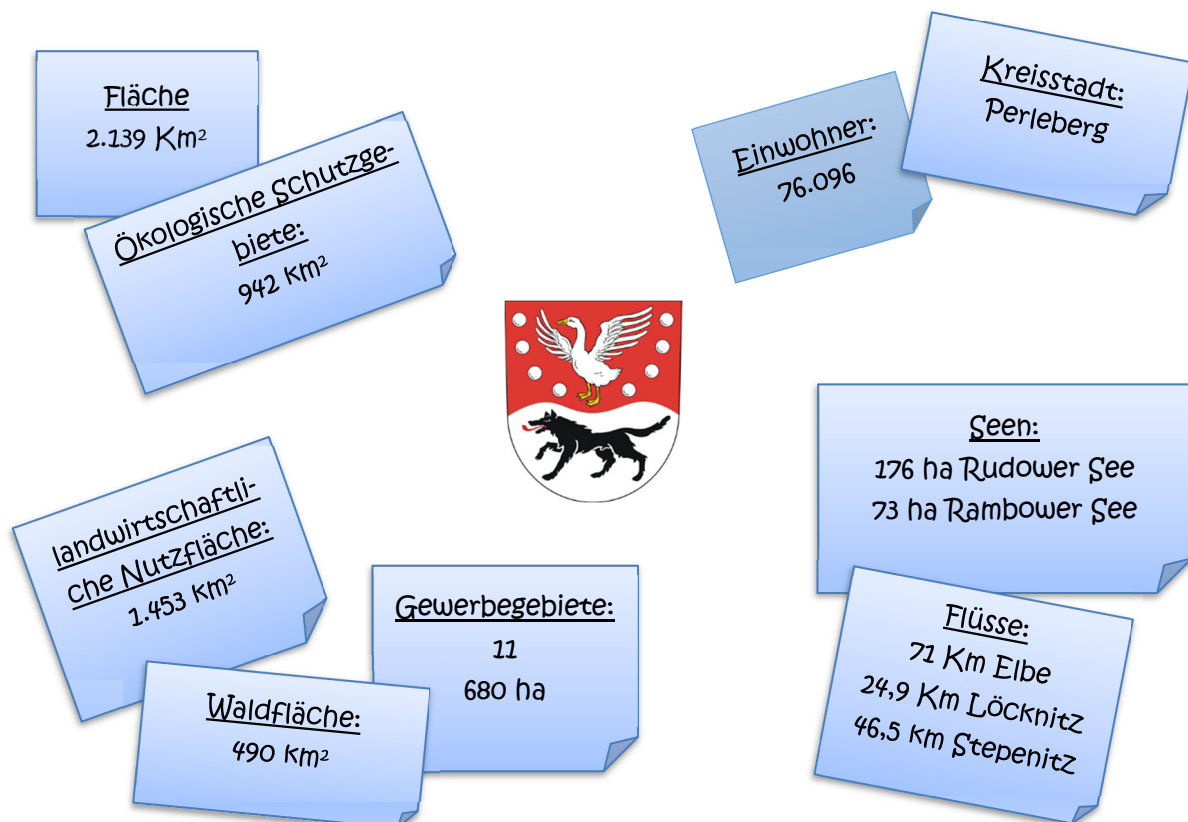 Fläche
2.139 Km²
Ökologische Schutzge-
biete:
942 km²
Einwohner:
76.096
Kreisstadt:
Perleberg
Seen:
176 ha Rudower See
73 ha Rambower See
landwirtschaftli-
che Nutzfläche:
1.453 km²
Gewerbegebiete:
11
680 ha
Waldfläche:
490 km²
Flüsse:
71 Km Elbe
24,9 Km Löcknitz
46,5 km Stepenitz